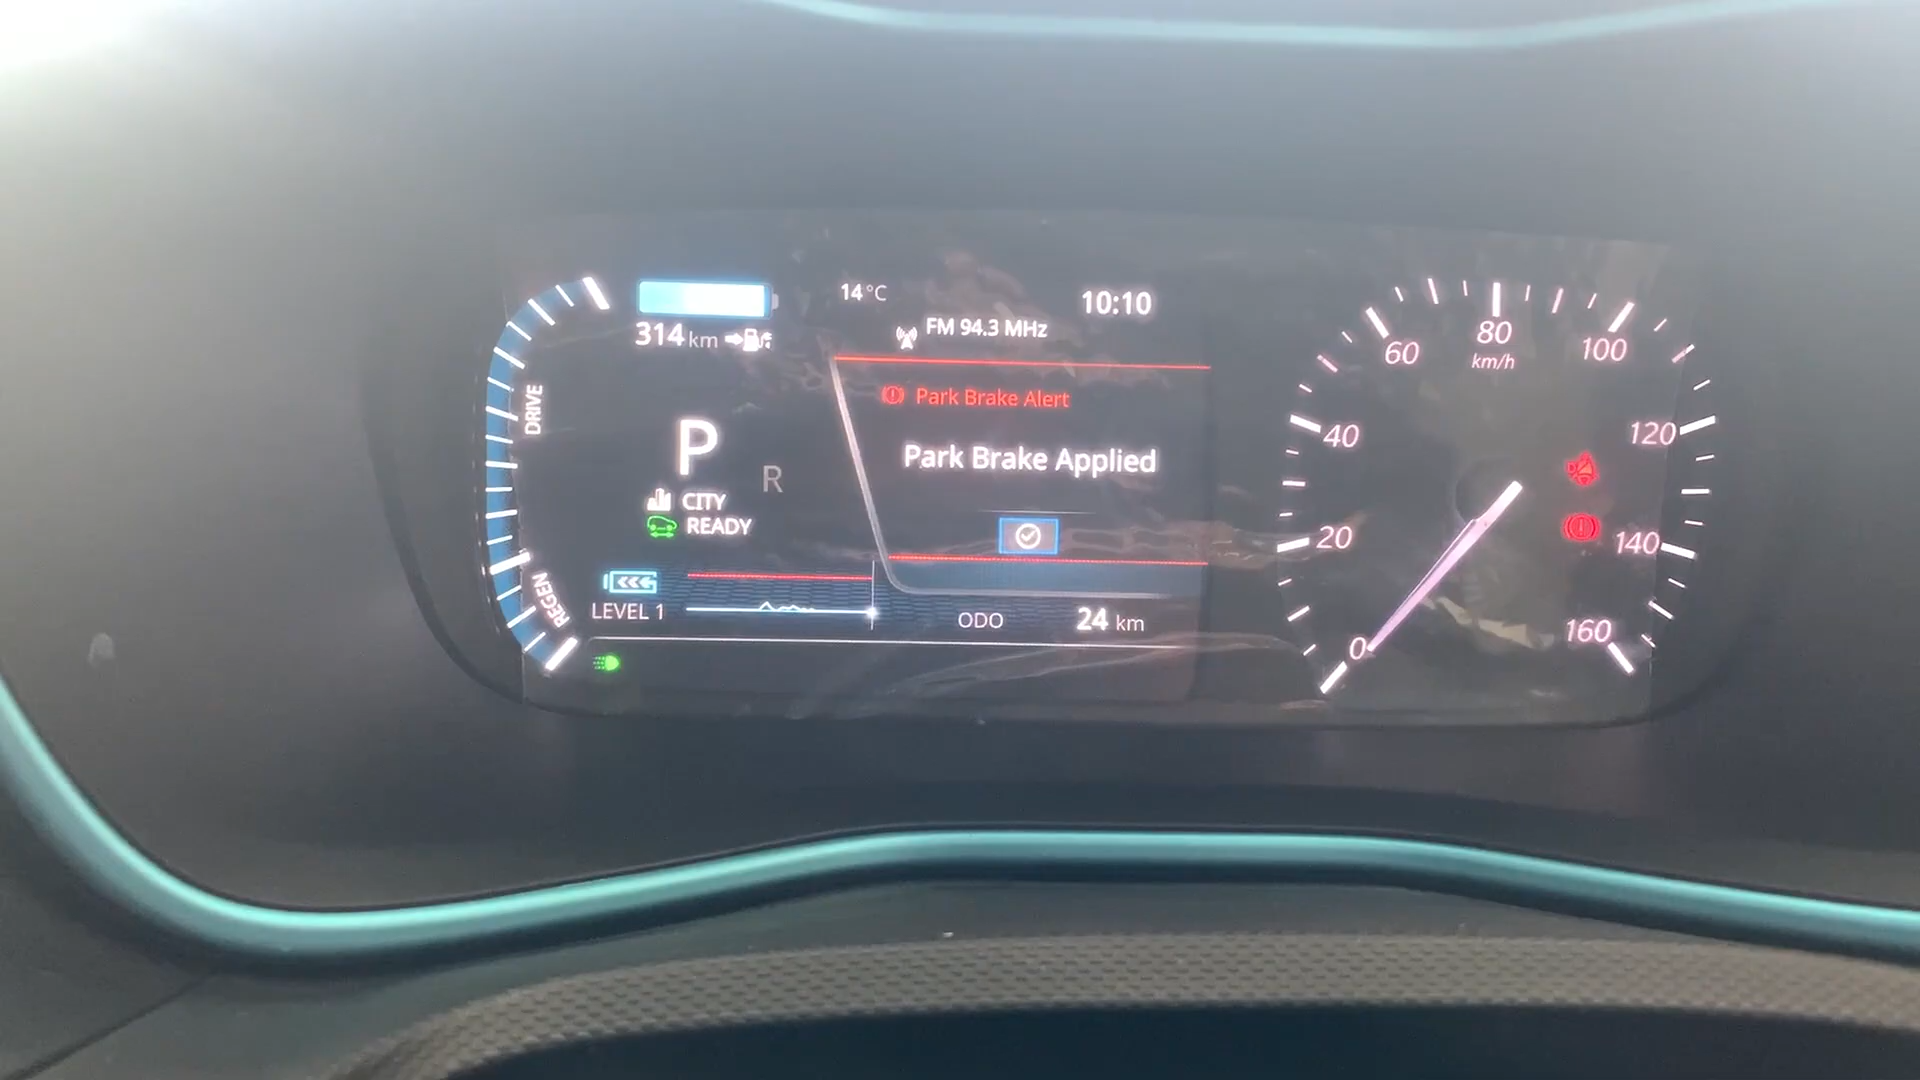 14°C
10:10
314 km
FM 94.3 MHz
Park Brake Alert
DRIVE
P
R
Park Brake Applied
CITY
READY
REGEN
LEVEL 1
ODO 24 km
0
20
40
60
80
km/h
100
120
140
160